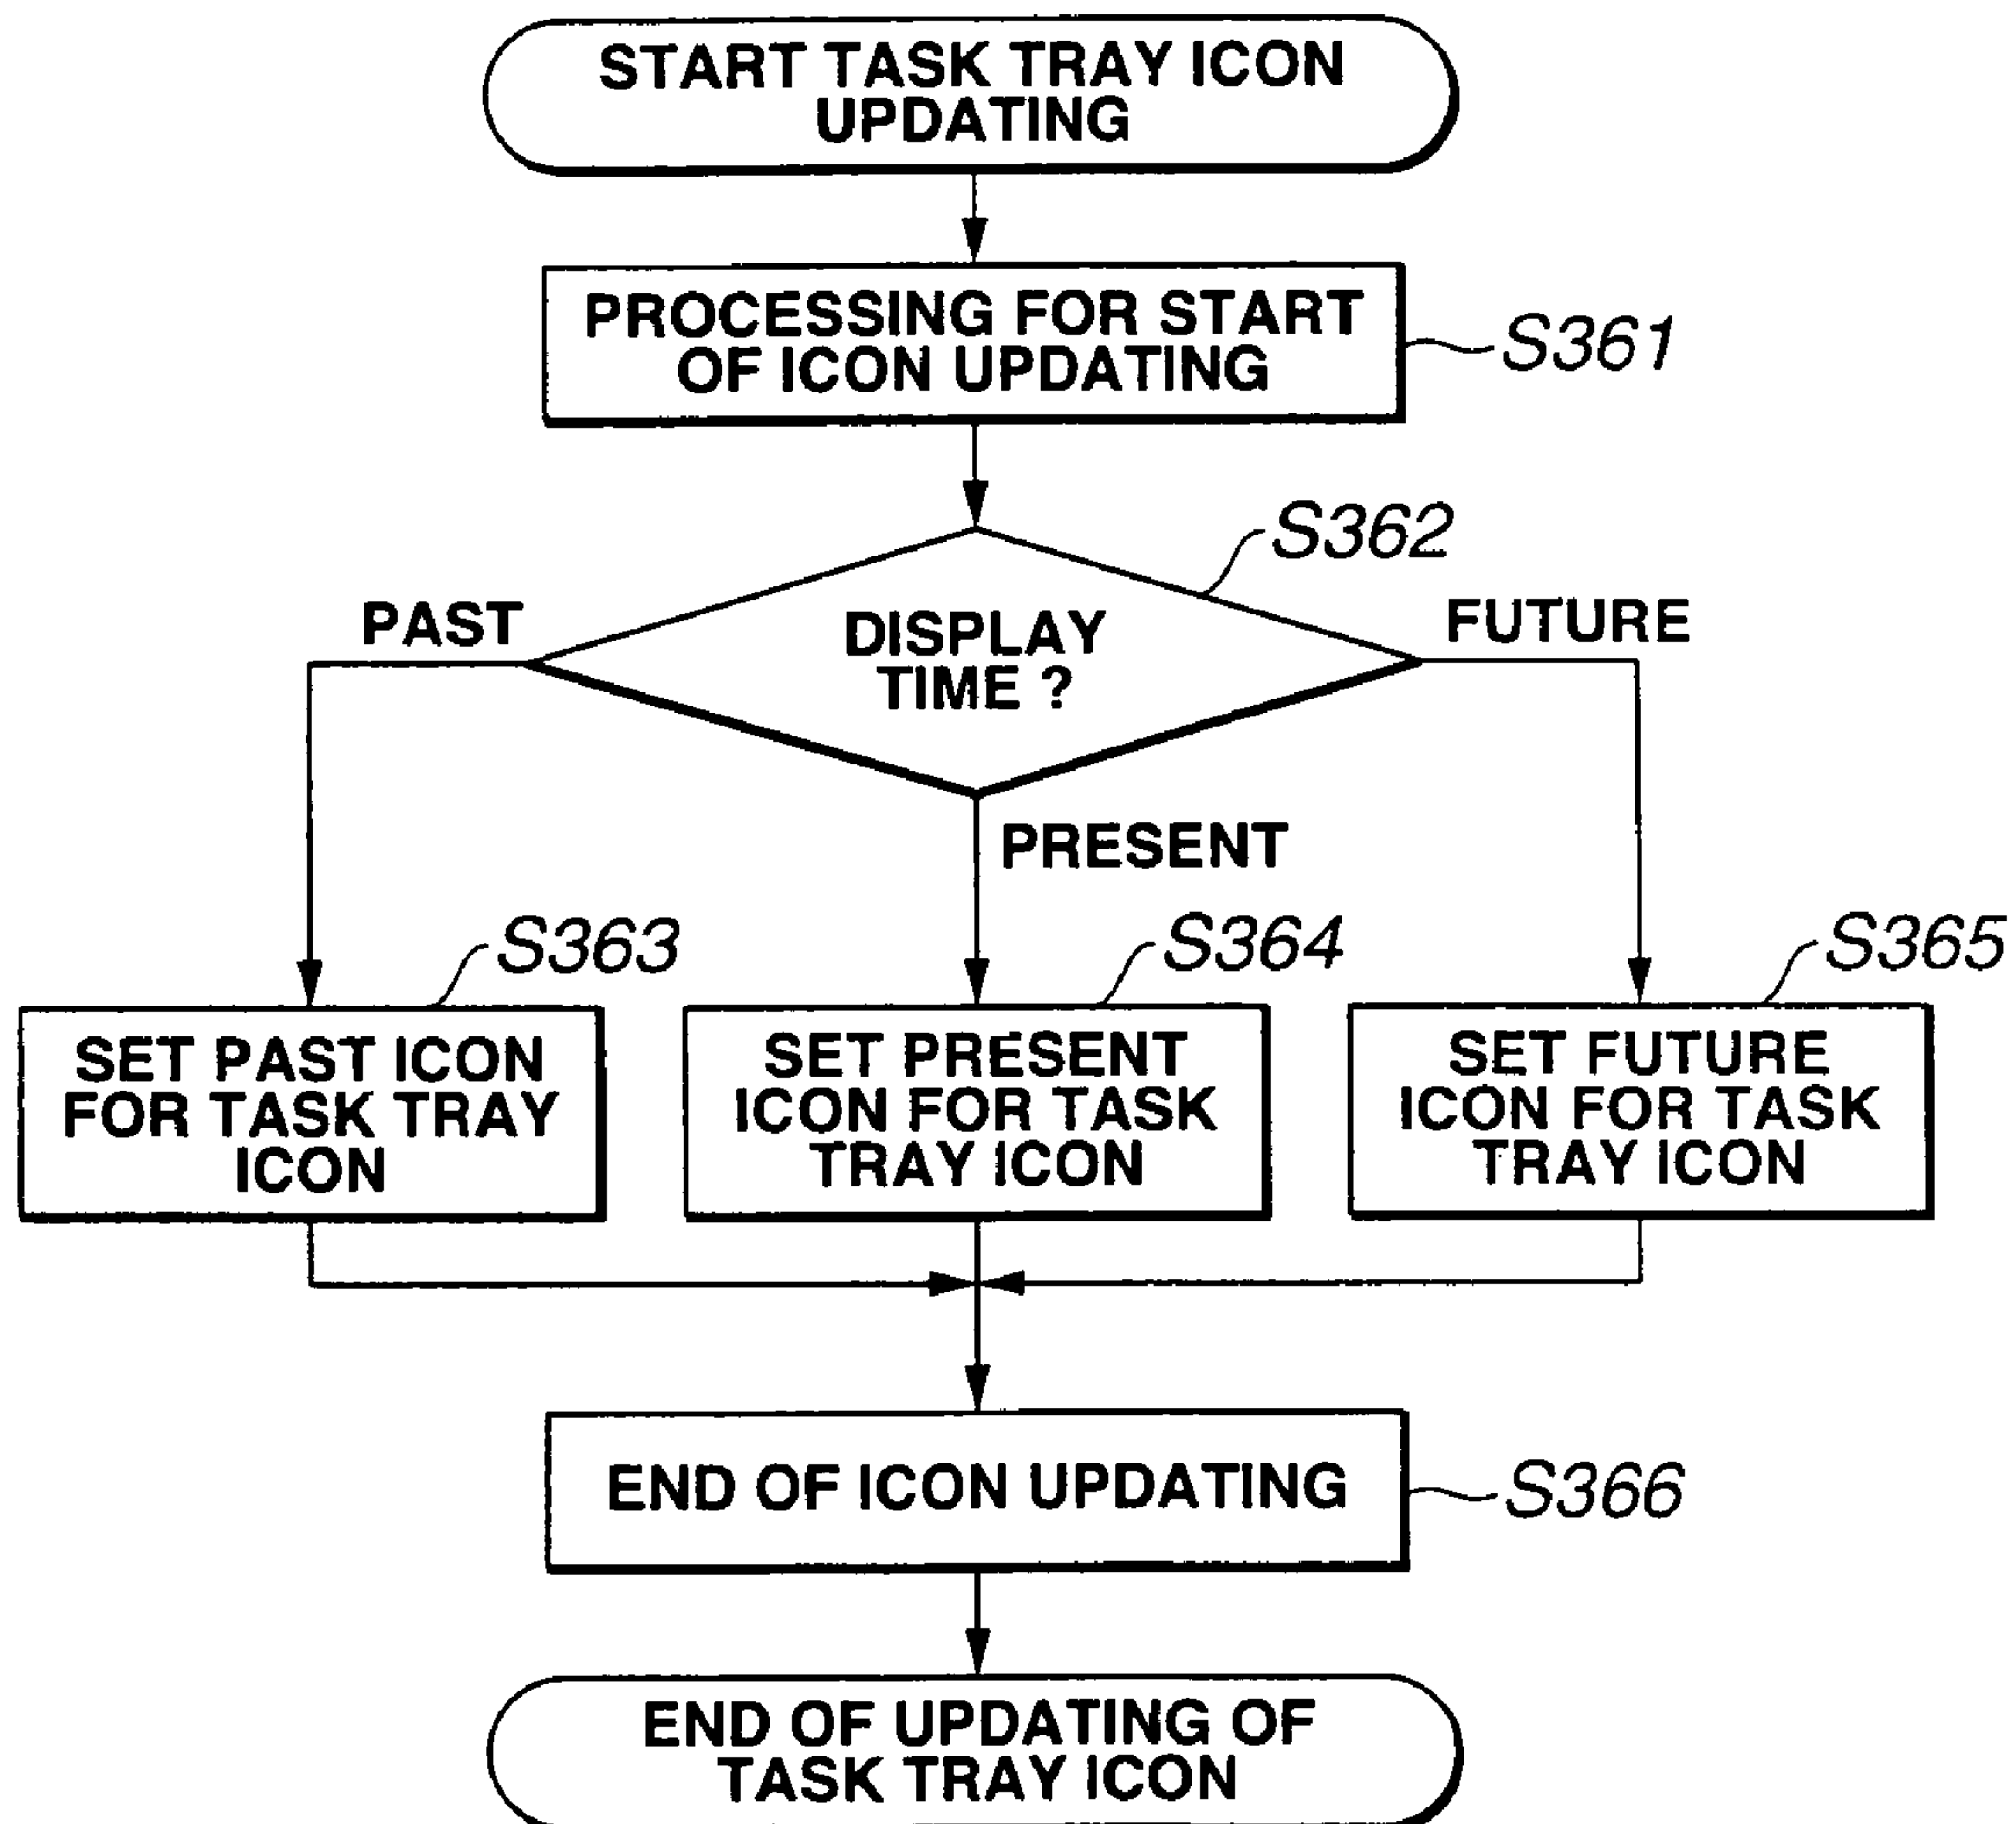 START TASK TRAY ICON
UPDATING
PROCESSING FOR START
OF ICON UPDATING
S361
S362
PAST
DISPLAY
TIME ?
FUTURE
PRESENT
S363
S364
S365
SET PAST ICON
FOR TASK TRAY
ICON
SET PRESENT
ICON FOR TASK
TRAY ICON
SET FUTURE
ICON FOR TASK
TRAY ICON
END OF ICON UPDATING
S366
END OF UPDATING OF
TASK TRAY ICON